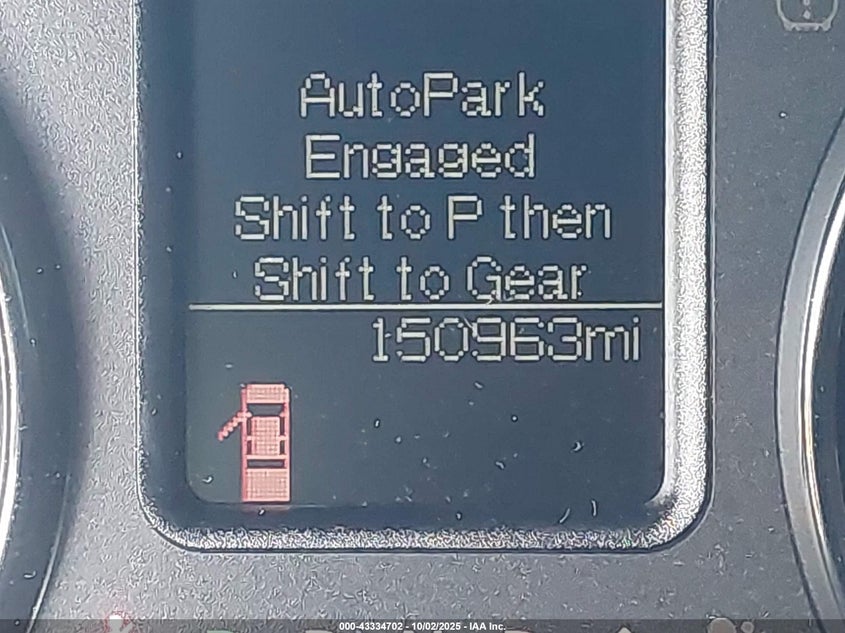 AutoPark
Engaged
Shift to P then
Shift to Gear
150963mi
000-43334702 - 10/02/2025 - IAA Inc.